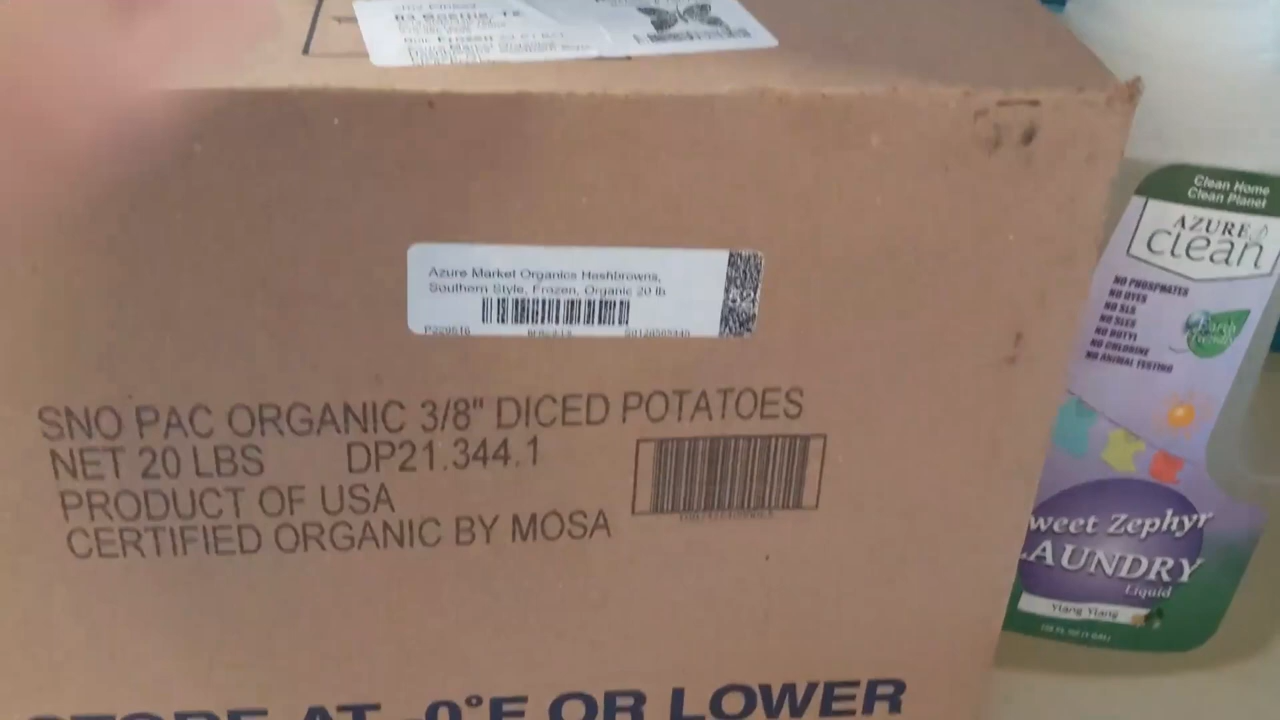 Azure Market Organics Hashbrowns,
Southern Style, Frozen, Organic 20 lb
SNO PAC ORGANIC 3/8" DICED POTATOES
NET 20 LBS DP21.344.1
PRODUCT OF USA
CERTIFIED ORGANIC BY MOSA
STORE AT -0°F OR LOWER
Clean Home
Clean Planet
AZURE
clean
NO PHOSPHATES
NO DYES
NO SLS
NO SLES
NO BUTYL
NO CHLORINE
NO ANIMAL TESTING
Earth
Friendly
weet Zephyr
LAUNDRY
Liquid
Ylang Ylang